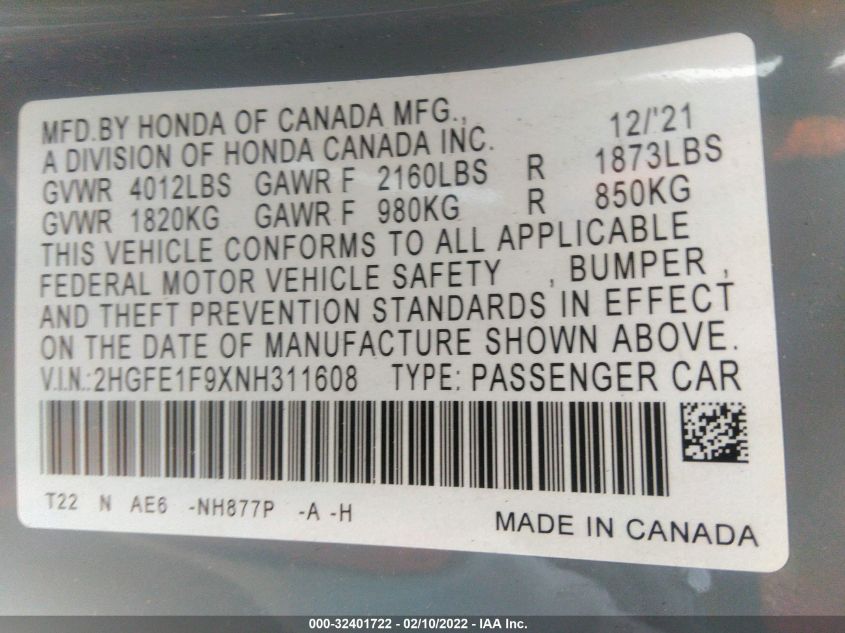 MFD.BY HONDA OF CANADA MFG., 12/'21
A DIVISION OF HONDA CANADA INC.
GVWR 4012LBS GAWR F 2160LBS R 1873LBS
GVWR 1820KG GAWR F 980KG R 850KG
THIS VEHICLE CONFORMS TO ALL APPLICABLE
FEDERAL MOTOR VEHICLE SAFETY , BUMPER ,
AND THEFT PREVENTION STANDARDS IN EFFECT
ON THE DATE OF MANUFACTURE SHOWN ABOVE.
V.I.N.:2HGFE1F9XNH311608 TYPE: PASSENGER CAR
T22 N AE6 -NH877P -A -H
MADE IN CANADA
000-32401722 - 02/10/2022 - IAA Inc.